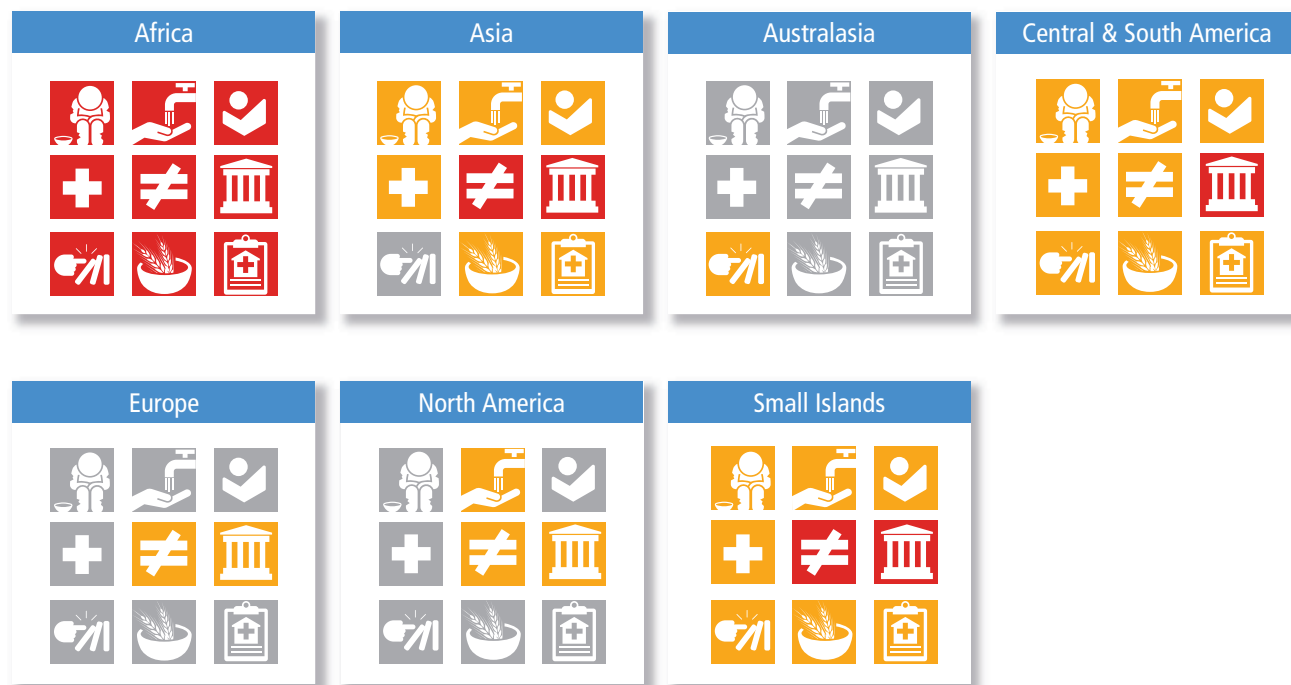 Africa
Asia
Australasia
Central & South America
Europe
North America
Small Islands